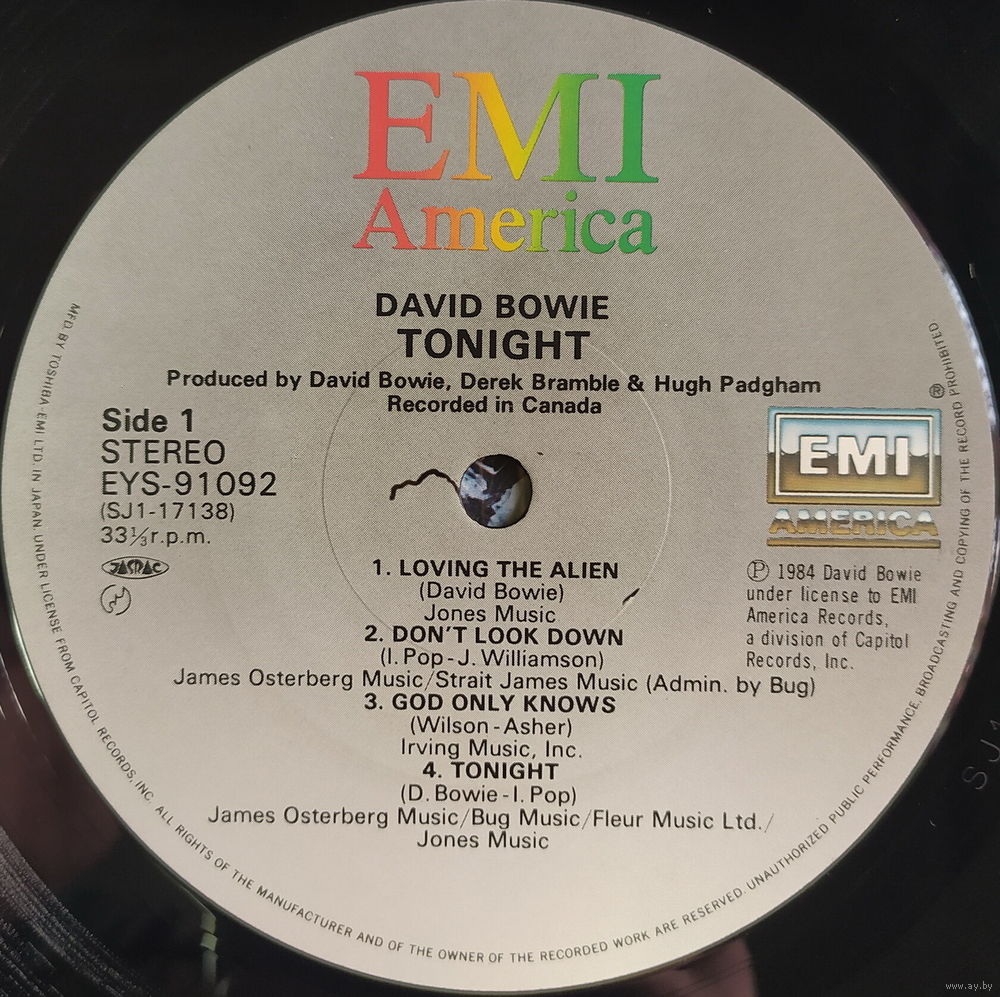 EMI
America
DAVID BOWIE
TONIGHT
Produced by David Bowie, Derek Bramble & Hugh Padgham
Recorded in Canada
Side 1
STEREO
EYS-91092
(SJ1-17138)
33⅓r.p.m.
JASRAC
EMI
AMERICA
Ⓟ 1984 David Bowie
under license to EMI
America Records,
a division of Capitol
Records, Inc.
1. LOVING THE ALIEN
(David Bowie)
Jones Music
2. DON'T LOOK DOWN
(I. Pop-J. Williamson)
James Osterberg Music/Strait James Music (Admin. by Bug)
3. GOD ONLY KNOWS
(Wilson-Asher)
Irving Music, Inc.
4. TONIGHT
(D. Bowie-I. Pop)
James Osterberg Music/Bug Music/Fleur Music Ltd./
Jones Music
MFD. BY TOSHIBA-EMI LTD. IN JAPAN. UNDER LICENSE FROM CAPITOL RECORDS, INC. ALL RIGHTS OF THE MANUFACTURER AND OF THE OWNER OF THE RECORDED WORK ARE RESERVED. UNAUTHORIZED PUBLIC PERFORMANCE, BROADCASTING AND COPYING OF THE RECORD PROHIBITED
®
www.ay.by